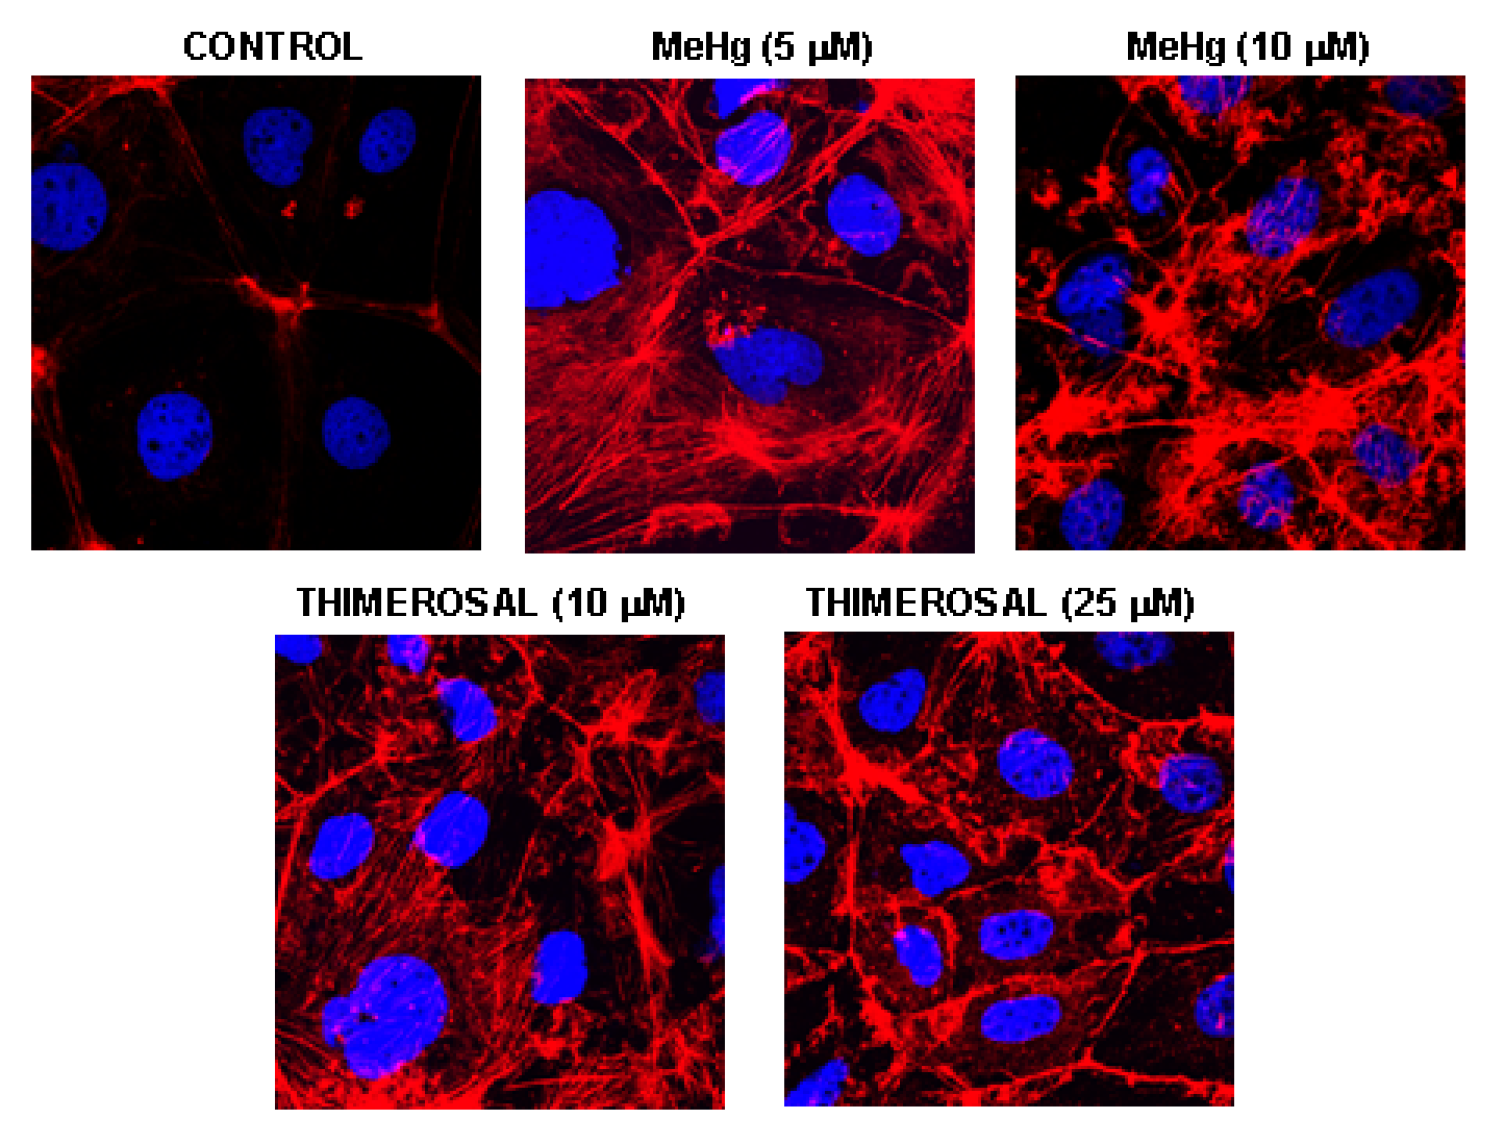 CONTROL
MeHg (5 µM)
MeHg (10 µM)
THIMEROSAL (10 µM)
THIMEROSAL (25 µM)